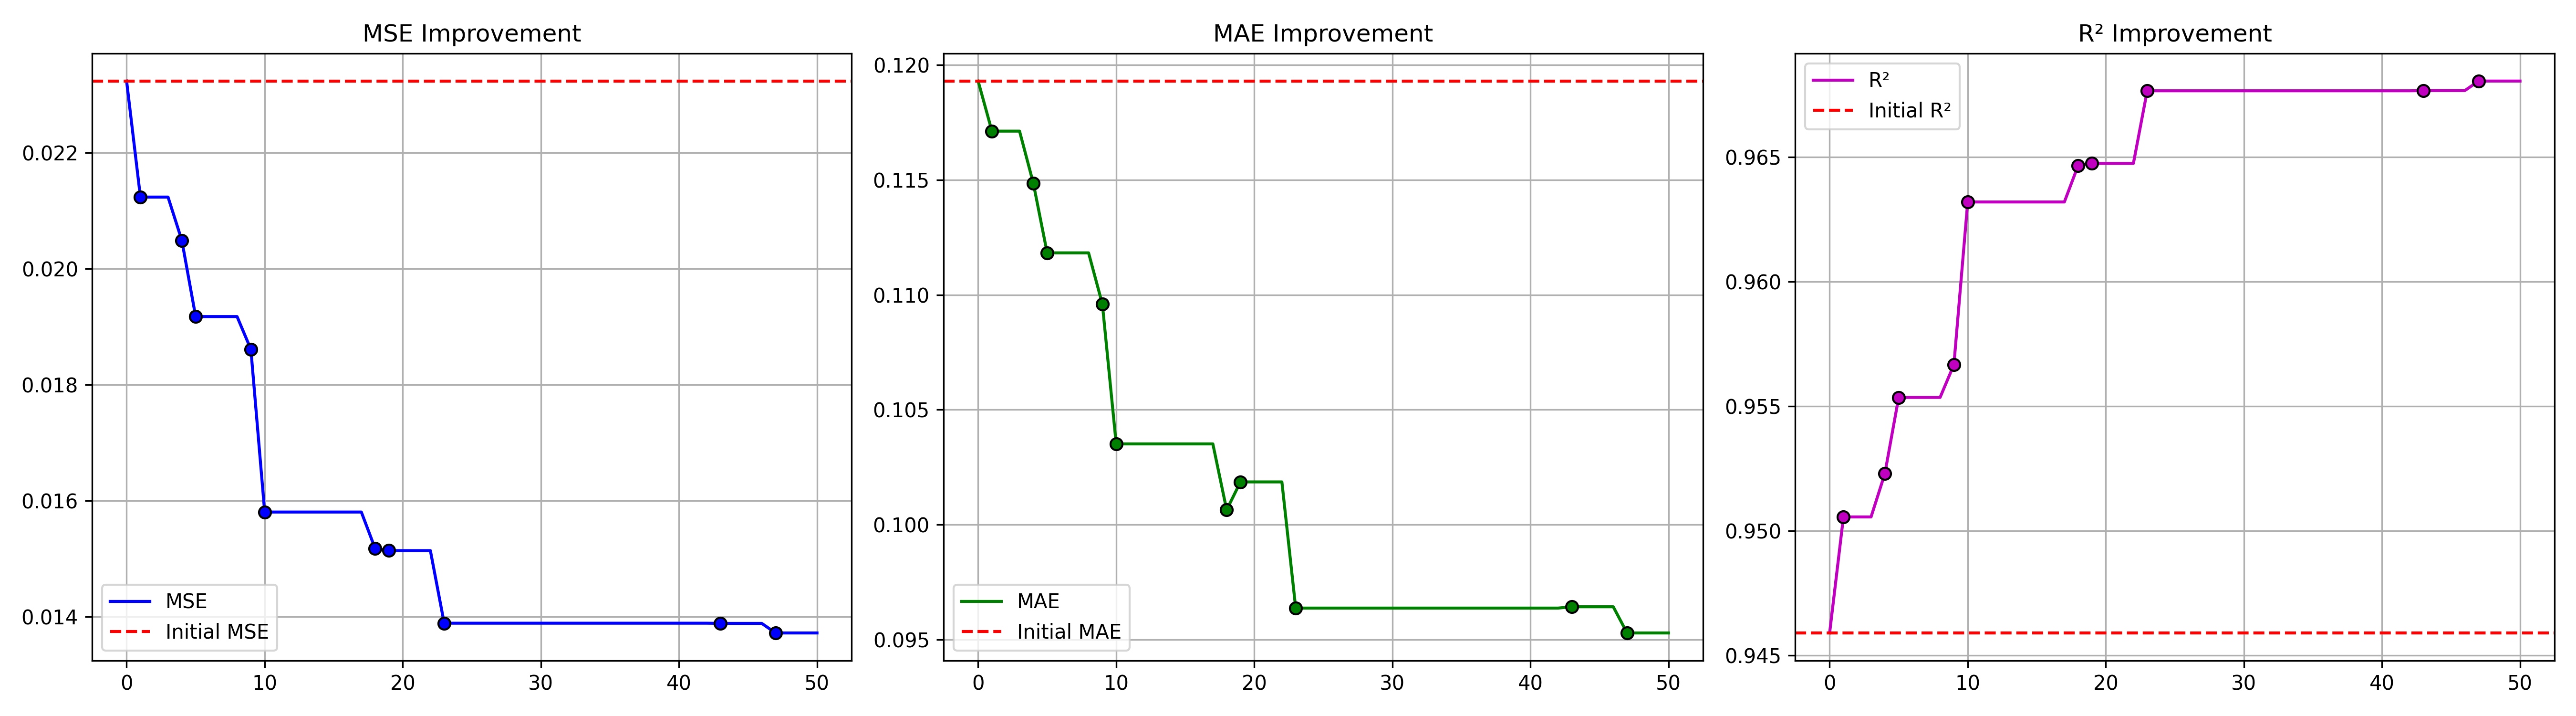 MSE Improvement
0.022
0.020
0.018
0.016
0.014
MSE
Initial MSE
0 10 20 30 40 50
MAE Improvement
0.120
0.115
0.110
0.105
0.100
0.095
MAE
Initial MAE
0 10 20 30 40 50
R² Improvement
R²
Initial R²
0.965
0.960
0.955
0.950
0.945
0 10 20 30 40 50